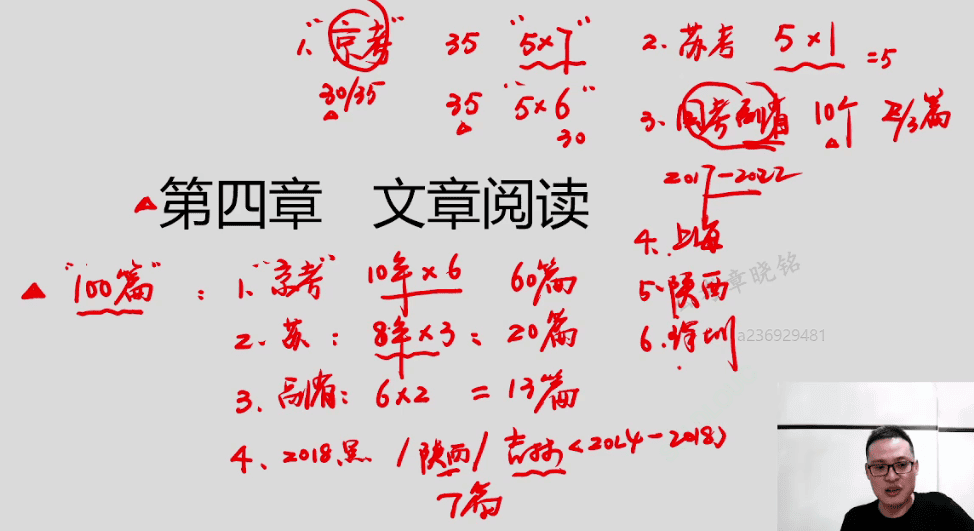 1、"京考" 35 "5×7" 2、苏考 5×1 =5
30/35 35 "5×6" 3、国考副省 10个 2/3篇
30
2017-2022
第四章 文章阅读
4、上海
"100篇": 1、"京考" 10年×6 60篇 5、陕西
章晓铭
2、苏: 8年×3= 20篇 6、深圳
a236929481
3、副省: 6×2 =13篇
4、2018黑/陕西/吉林<2014-2018>
7篇